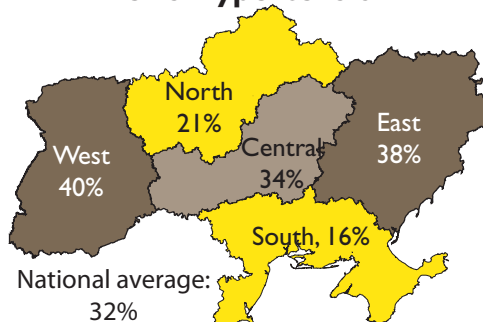 North
21%
West
40%
Central
34%
East
38%
South, 16%
National average:
32%